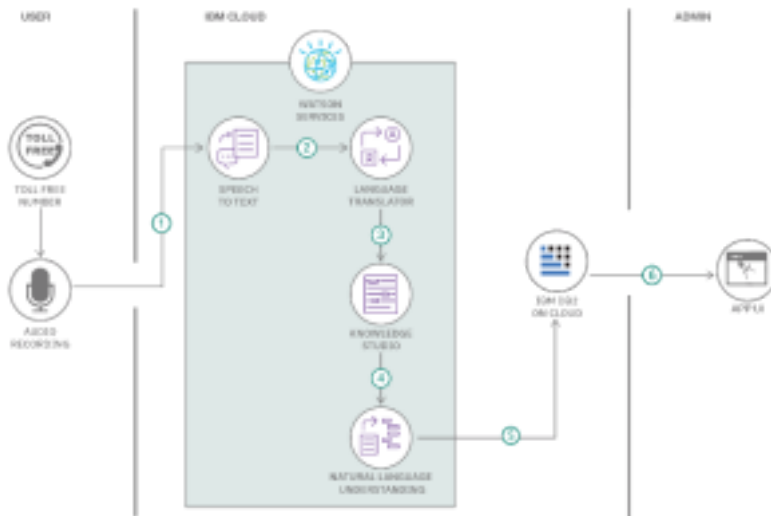 USER
IBM CLOUD
ADMIN
WATSON
SERVICES
TOLL
FREE
TOLL FREE
NUMBER
SPEECH
TO TEXT
2
LANGUAGE
TRANSLATOR
1
3
AUDIO
RECORDING
KNOWLEDGE
STUDIO
IBM DB2
ON CLOUD
6
APP UI
4
NATURAL LANGUAGE
UNDERSTANDING
5